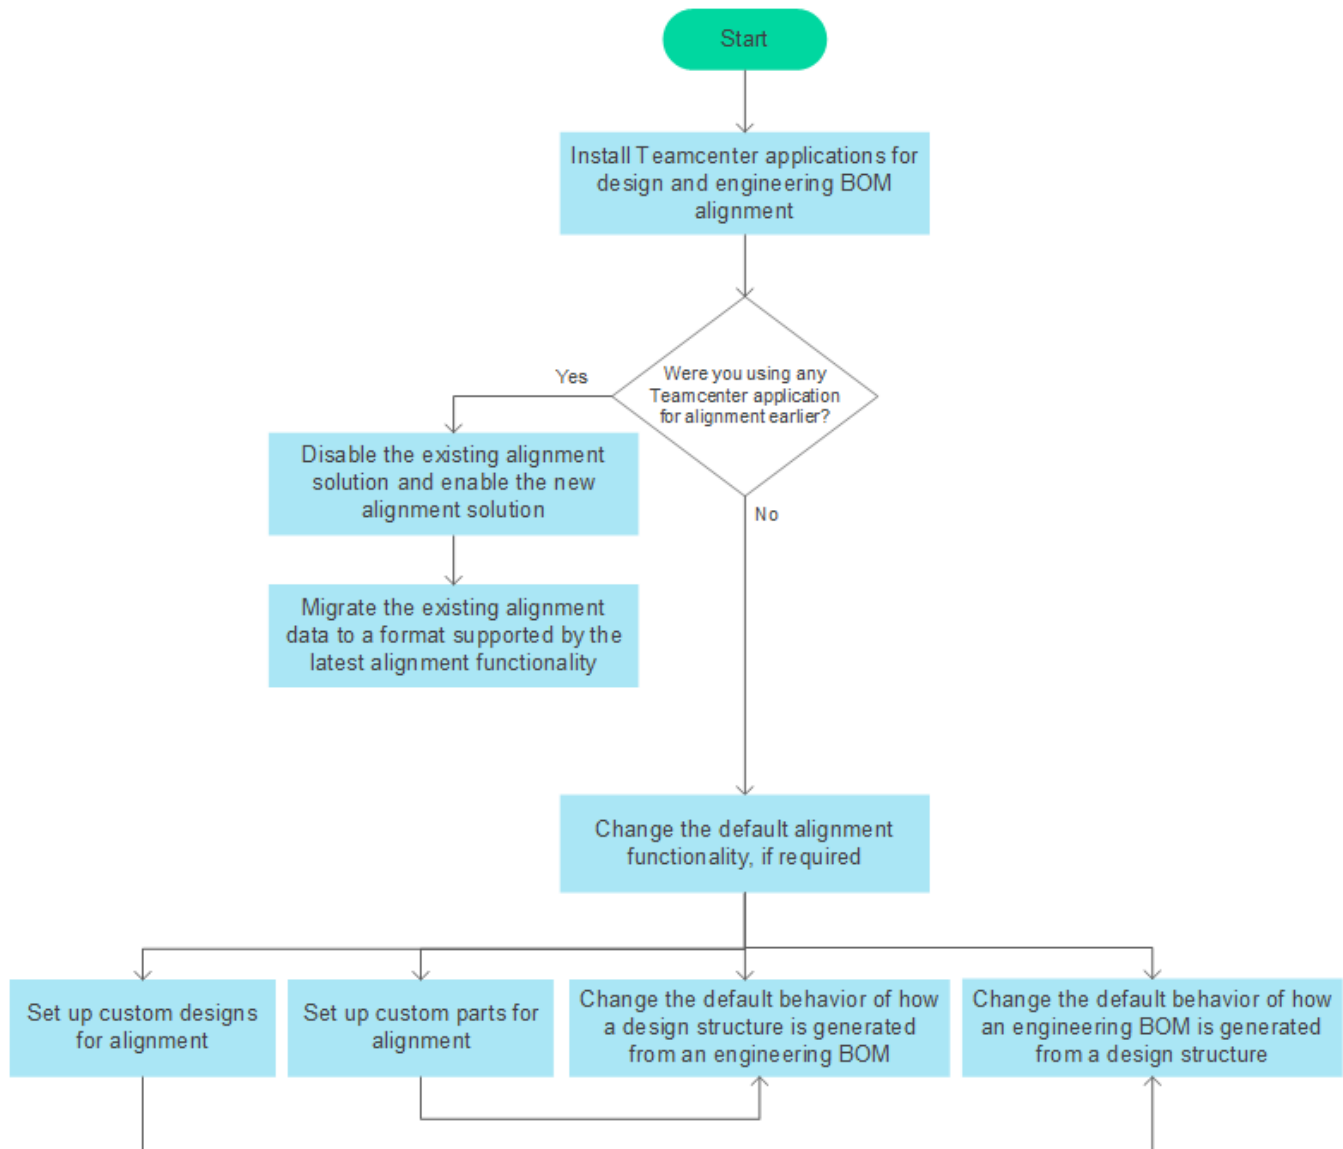 Start
Install Teamcenter applications for
design and engineering BOM
alignment
Were you using any
Teamcenter application
for alignment earlier?
Yes
Disable the existing alignment
solution and enable the new
alignment solution
No
Migrate the existing alignment
data to a format supported by the
latest alignment functionality
Change the default alignment
functionality, if required
Set up custom designs
for alignment
Set up custom parts for
alignment
Change the default behavior of how
a design structure is generated
from an engineering BOM
Change the default behavior of how
an engineering BOM is generated
from a design structure